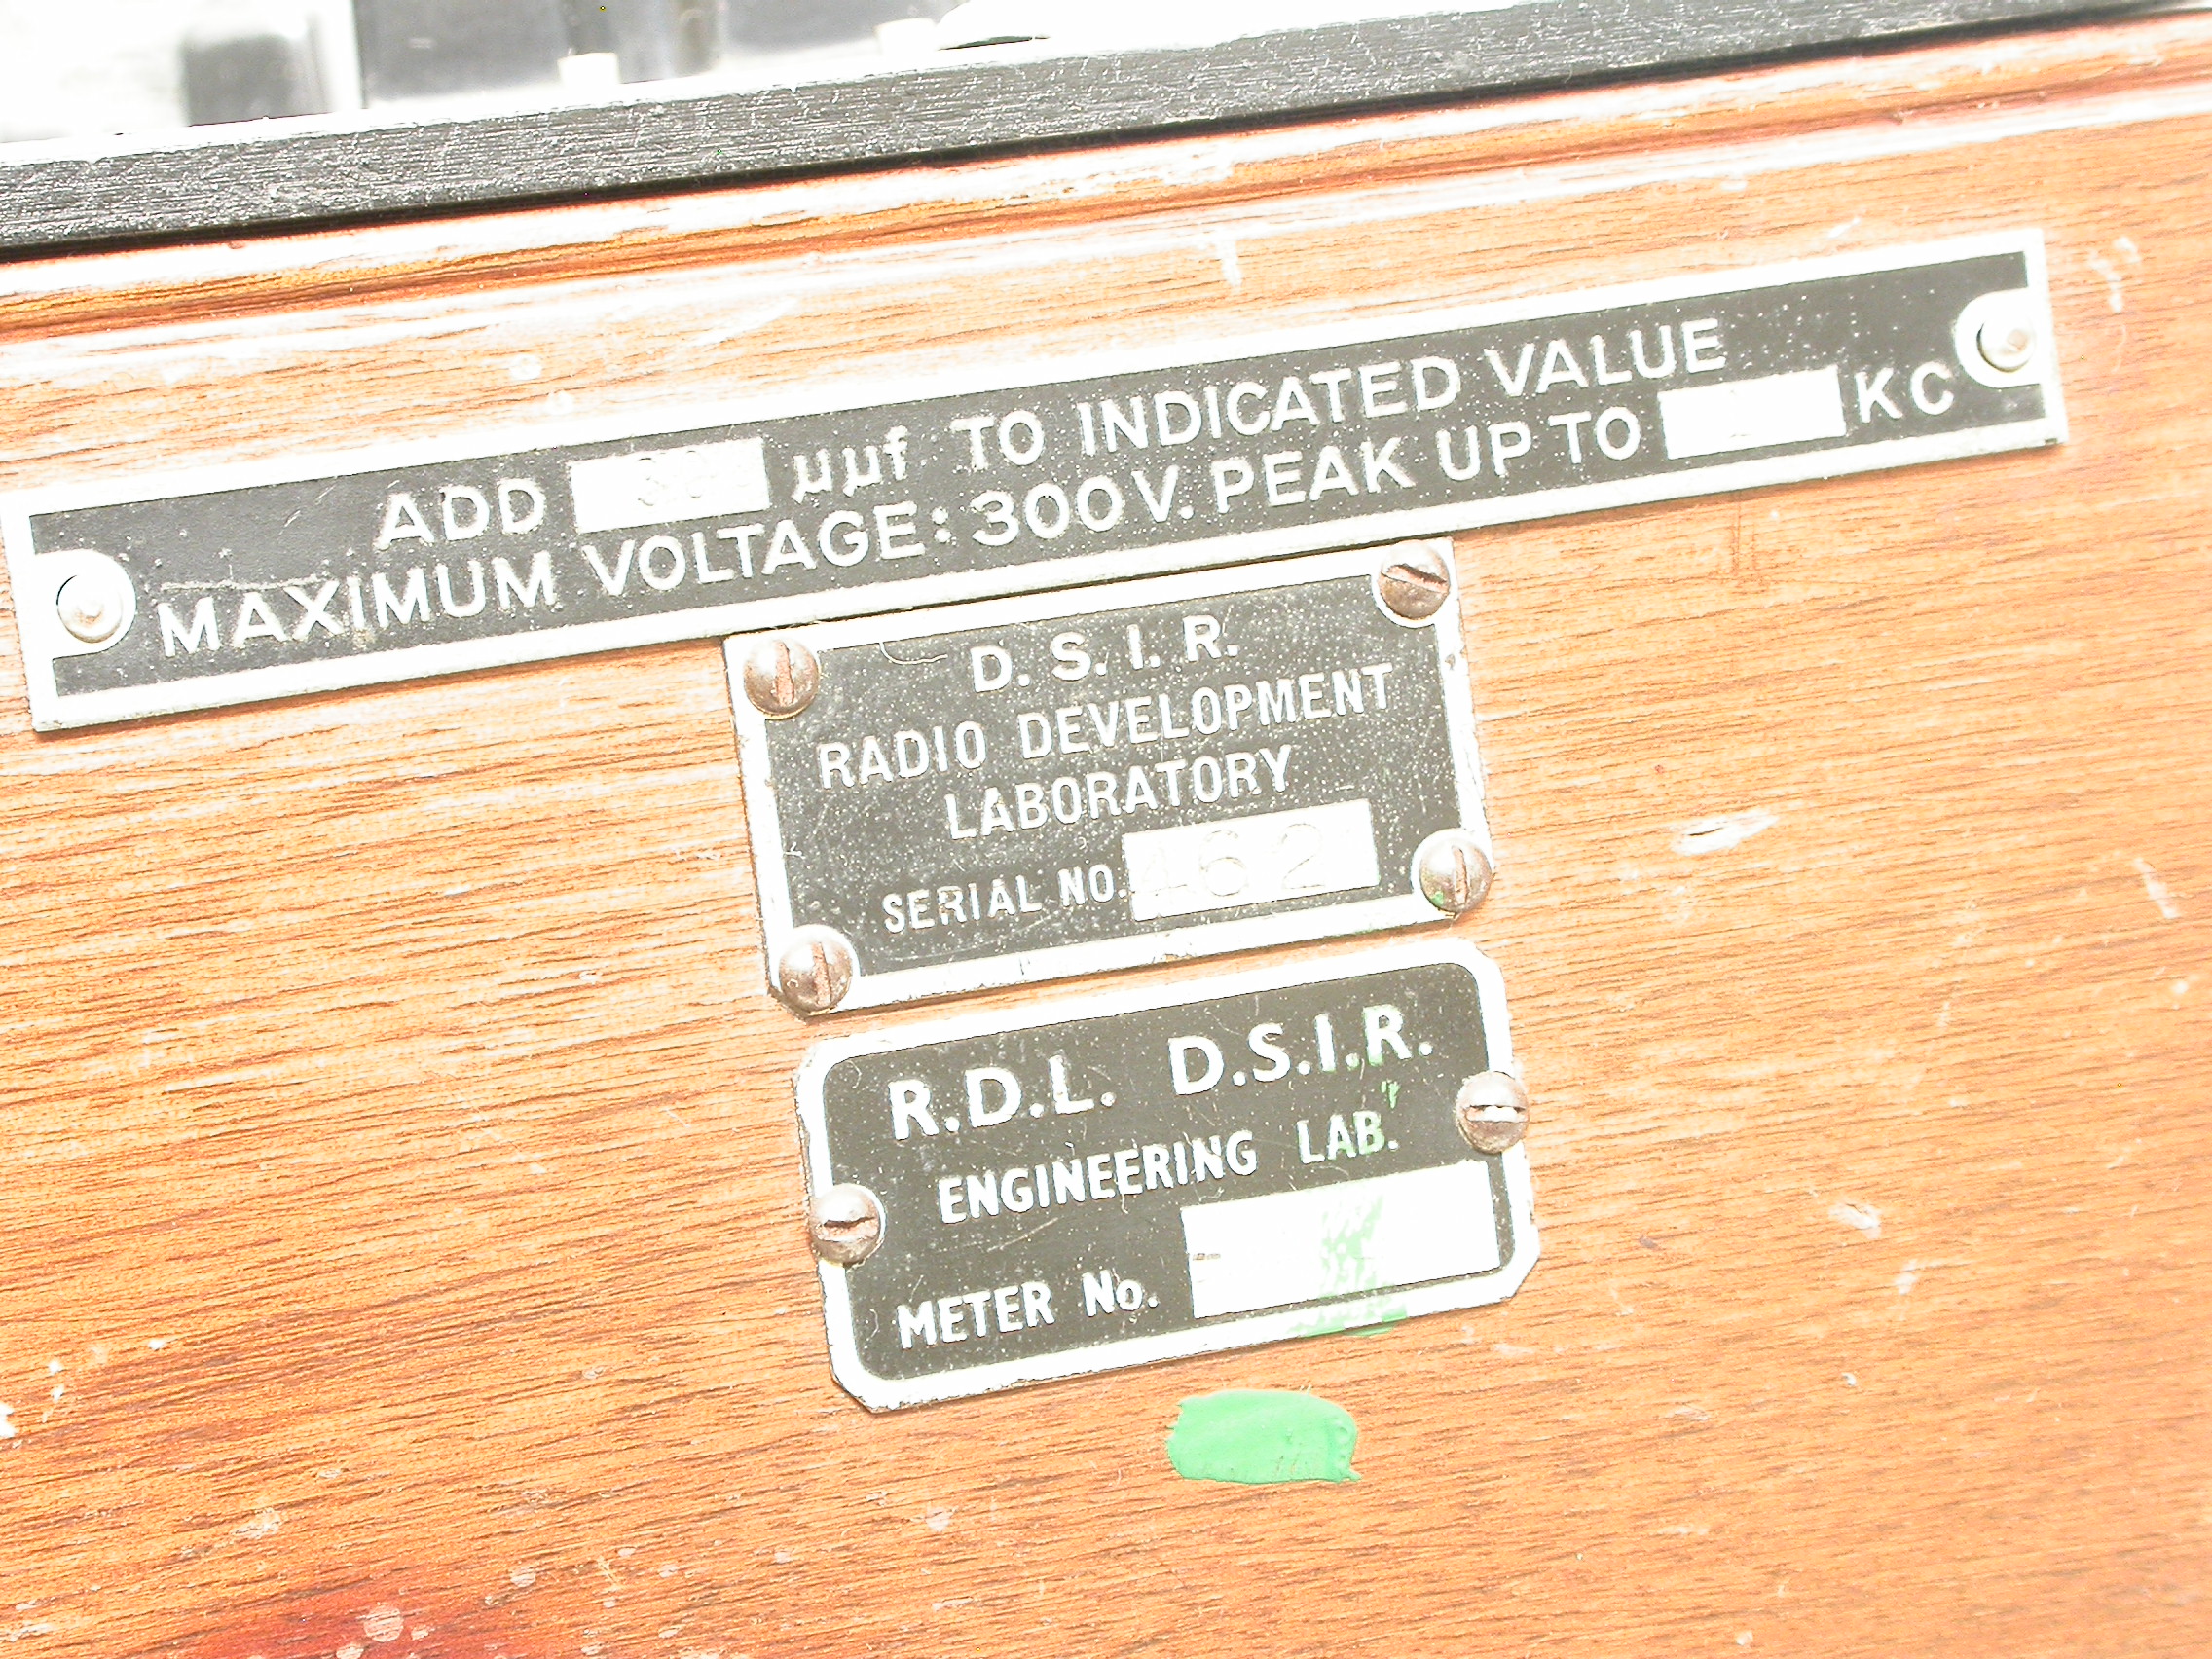 ADD μμf TO INDICATED VALUE
MAXIMUM VOLTAGE: 300 V. PEAK UP TO KC
D. S. I. R.
RADIO DEVELOPMENT
LABORATORY
SERIAL NO. 462
R.D.L. D.S.I.R.
ENGINEERING LAB.
METER No.